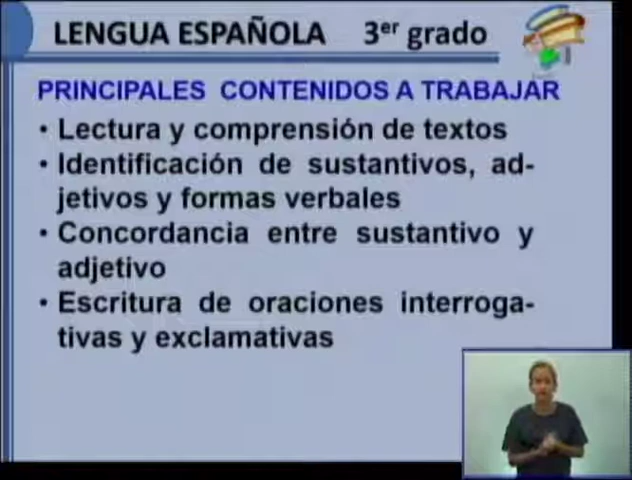 LENGUA ESPAÑOLA 3er grado
PRINCIPALES CONTENIDOS A TRABAJAR
• Lectura y comprensión de textos
• Identificación de sustantivos, ad-
jetivos y formas verbales
• Concordancia entre sustantivo y
adjetivo
• Escritura de oraciones interroga-
tivas y exclamativas